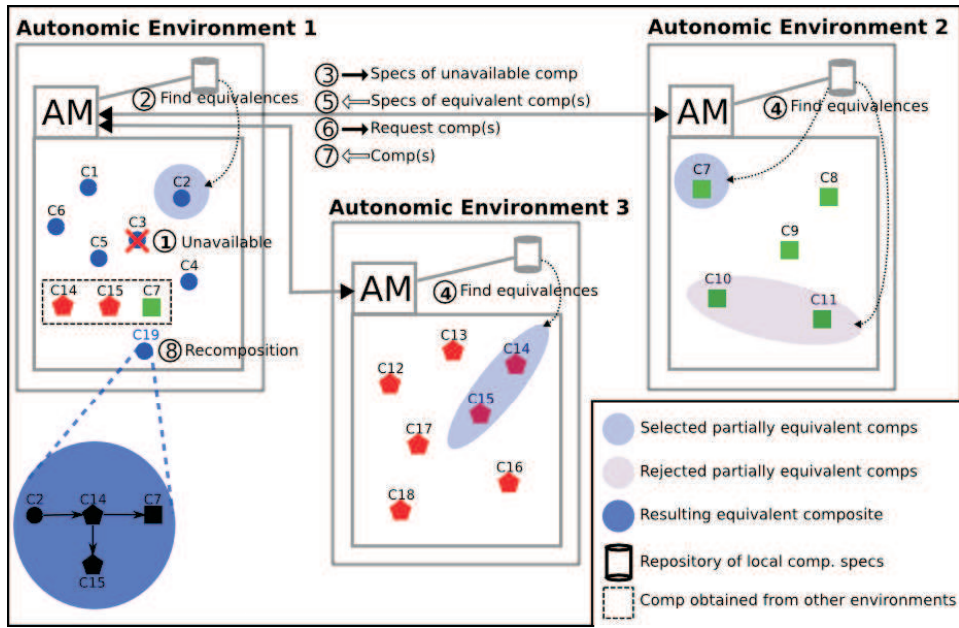 Autonomic Environment 1
AM
② Find equivalences
C1
C2
C6
C3
① Unavailable
C5
C4
C14 C15 C7
C19
⑧ Recomposition
C2 C14 C7
C15
③ Specs of unavailable comp
⑤ Specs of equivalent comp(s)
⑥ Request comp(s)
⑦ Comp(s)
Autonomic Environment 2
AM
④ Find equivalences
C7
C8
C9
C10
C11
Autonomic Environment 3
AM
④ Find equivalences
C13
C14
C12
C15
C17
C16
C18
Selected partially equivalent comps
Rejected partially equivalent comps
Resulting equivalent composite
Repository of local comp. specs
Comp obtained from other environments